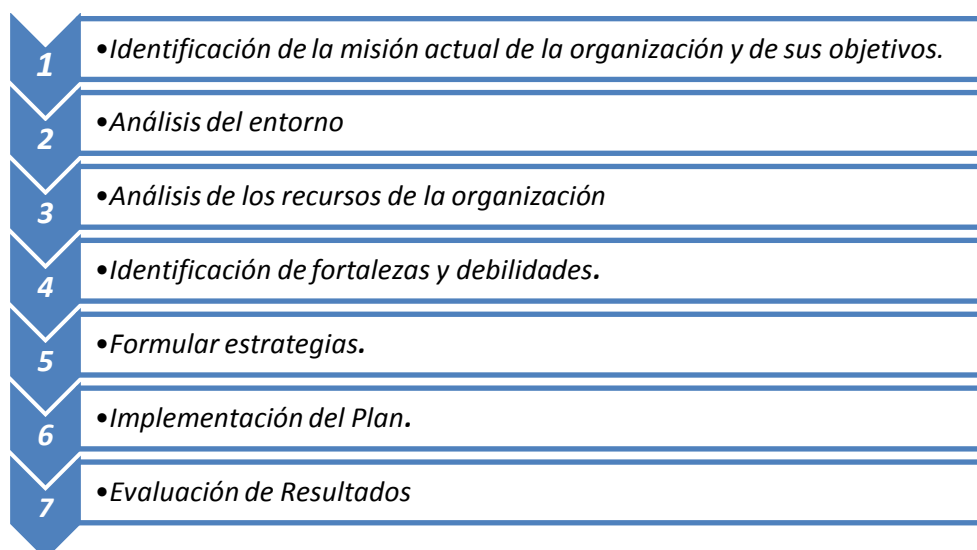 1
•Identificación de la misión actual de la organización y de sus objetivos.
2
•Análisis del entorno
3
•Análisis de los recursos de la organización
4
•Identificación de fortalezas y debilidades.
5
•Formular estrategias.
6
•Implementación del Plan.
7
•Evaluación de Resultados